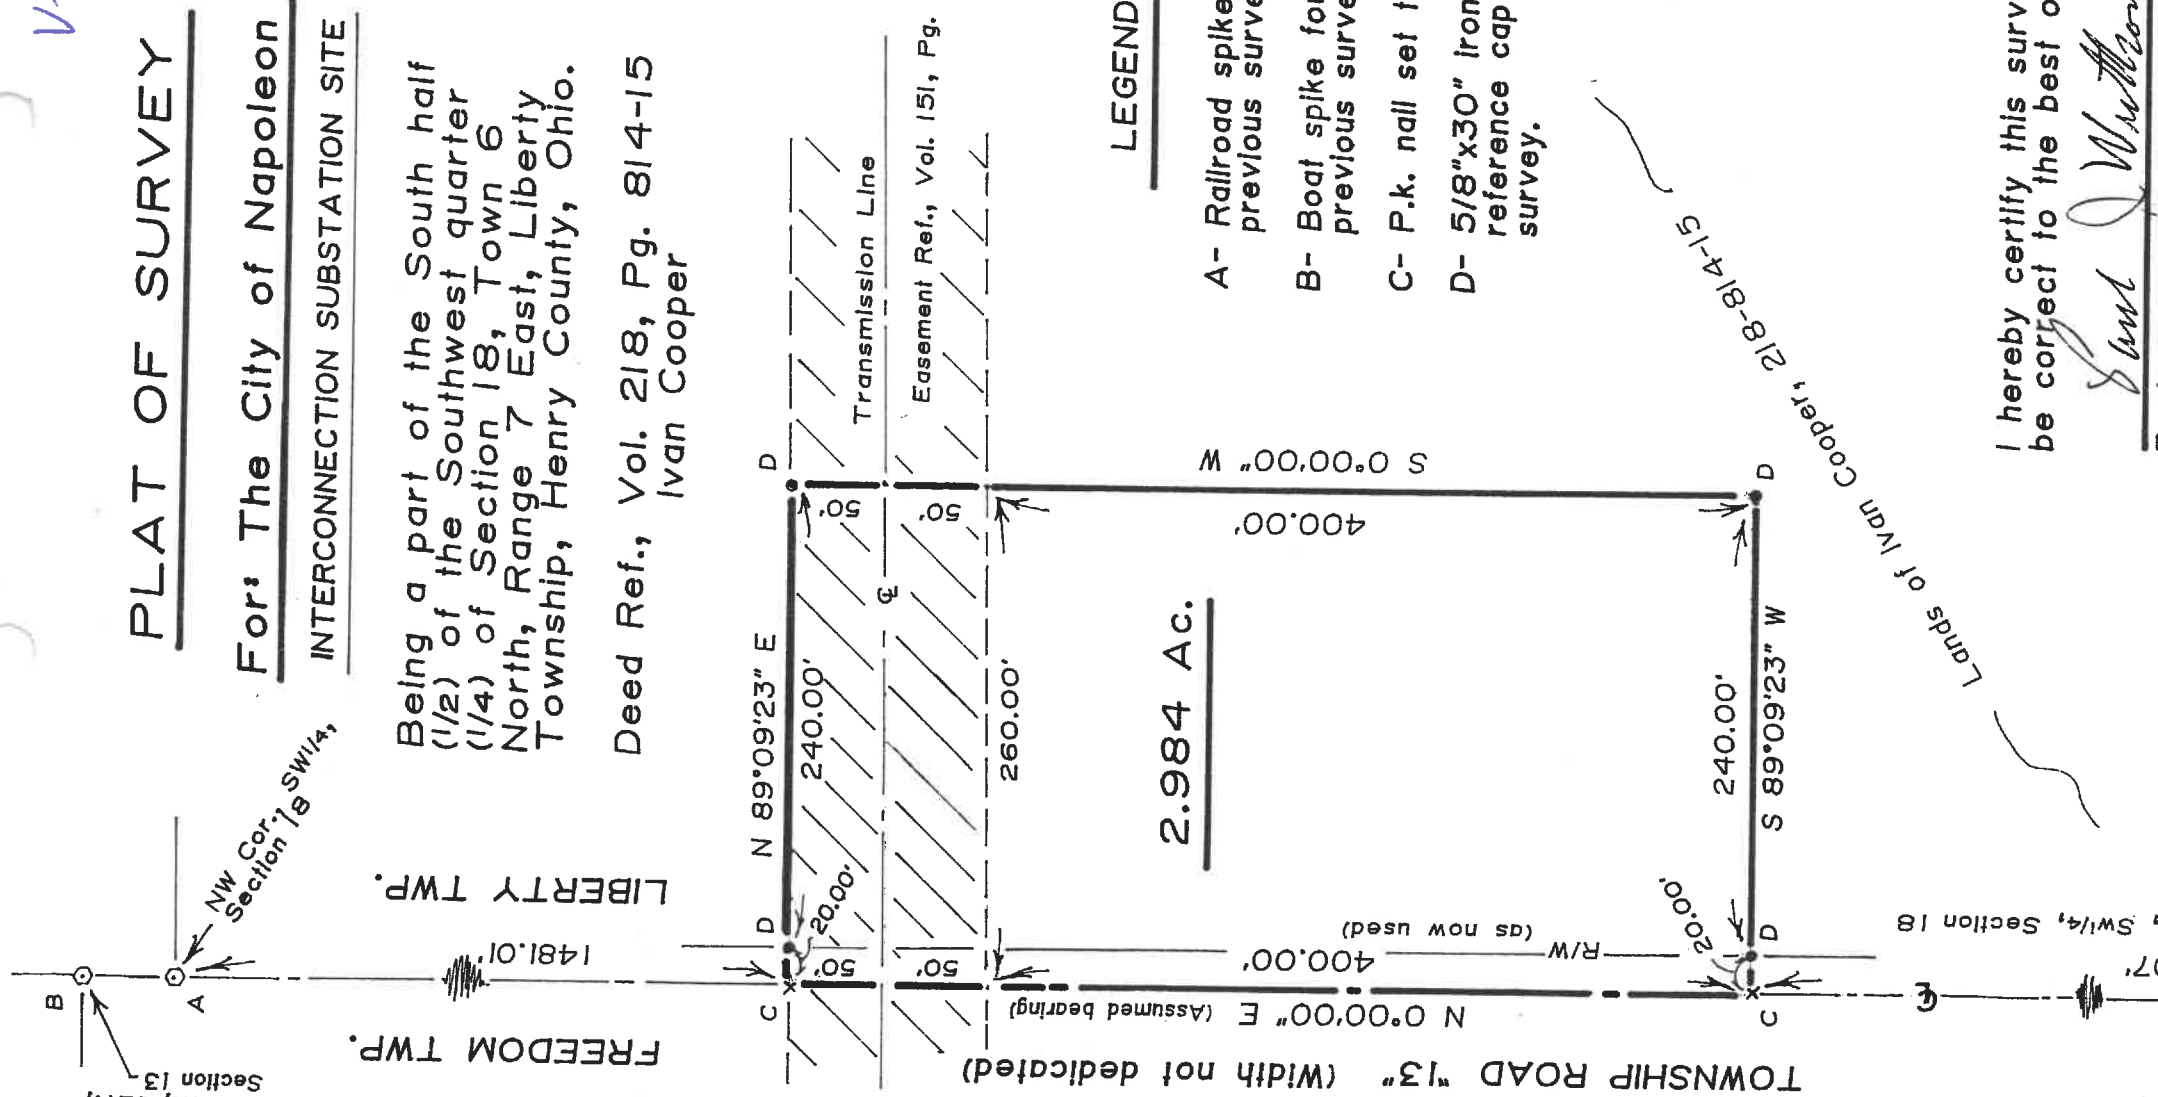 PLAT OF SURVEY
For: The City of Napoleon
INTERCONNECTION SUBSTATION SITE
Being a part of the South half
(1/2) of the Southwest quarter
(1/4) of Section 18, Town 6
North, Range 7 East, Liberty
Township, Henry County, Ohio.
Deed Ref., Vol. 218, Pg. 814-15
Ivan Cooper
NW Cor., SW1/4,
Section 18
Section 13
B
A
LIBERTY TWP.
FREEDOM TWP.
1481.01'
C
D
N 89°09'23" E
D
240.00'
20.00'
50'
50'
50'
50'
℄
Transmission Line
Easement Ref., Vol. 151, Pg.
260.00'
2.984 Ac.
S 0°00'00" W
400.00'
400.00'
R/W
(as now used)
N 0°00'00" E
(Assumed bearing)
TOWNSHIP ROAD "13" (Width not dedicated)
240.00'
S 89°09'23" W
20.00'
C
D
D
℄
07'
, SW1/4, Section 18
Lands of Ivan Cooper, 218-814-15
LEGEND
A- Railroad spike
previous surve
B- Boat spike fou
previous surve
C- P.k. nail set t
D- 5/8"x30" iron
reference cap
survey.
I hereby certify this surv
be correct to the best o